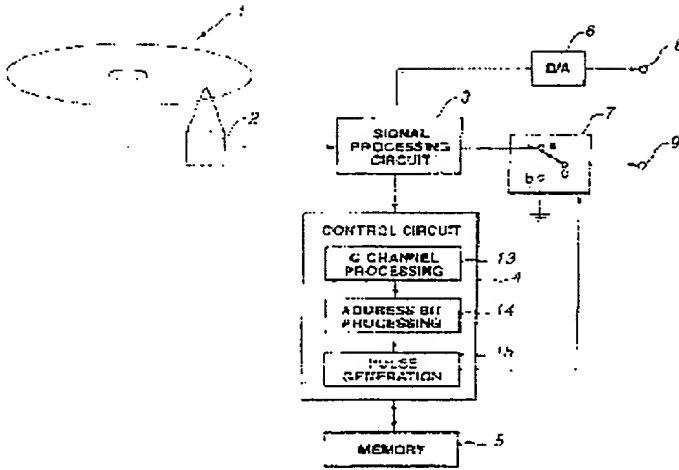 1
6
D/A
8
2
3
SIGNAL
PROCESSING
CIRCUIT
7
a
b
c
9
CONTROL CIRCUIT
Q CHANNEL
PROCESSING
13
4
ADDRESS BIT
PROCESSING
14
PULSE
GENERATION
15
MEMORY
5